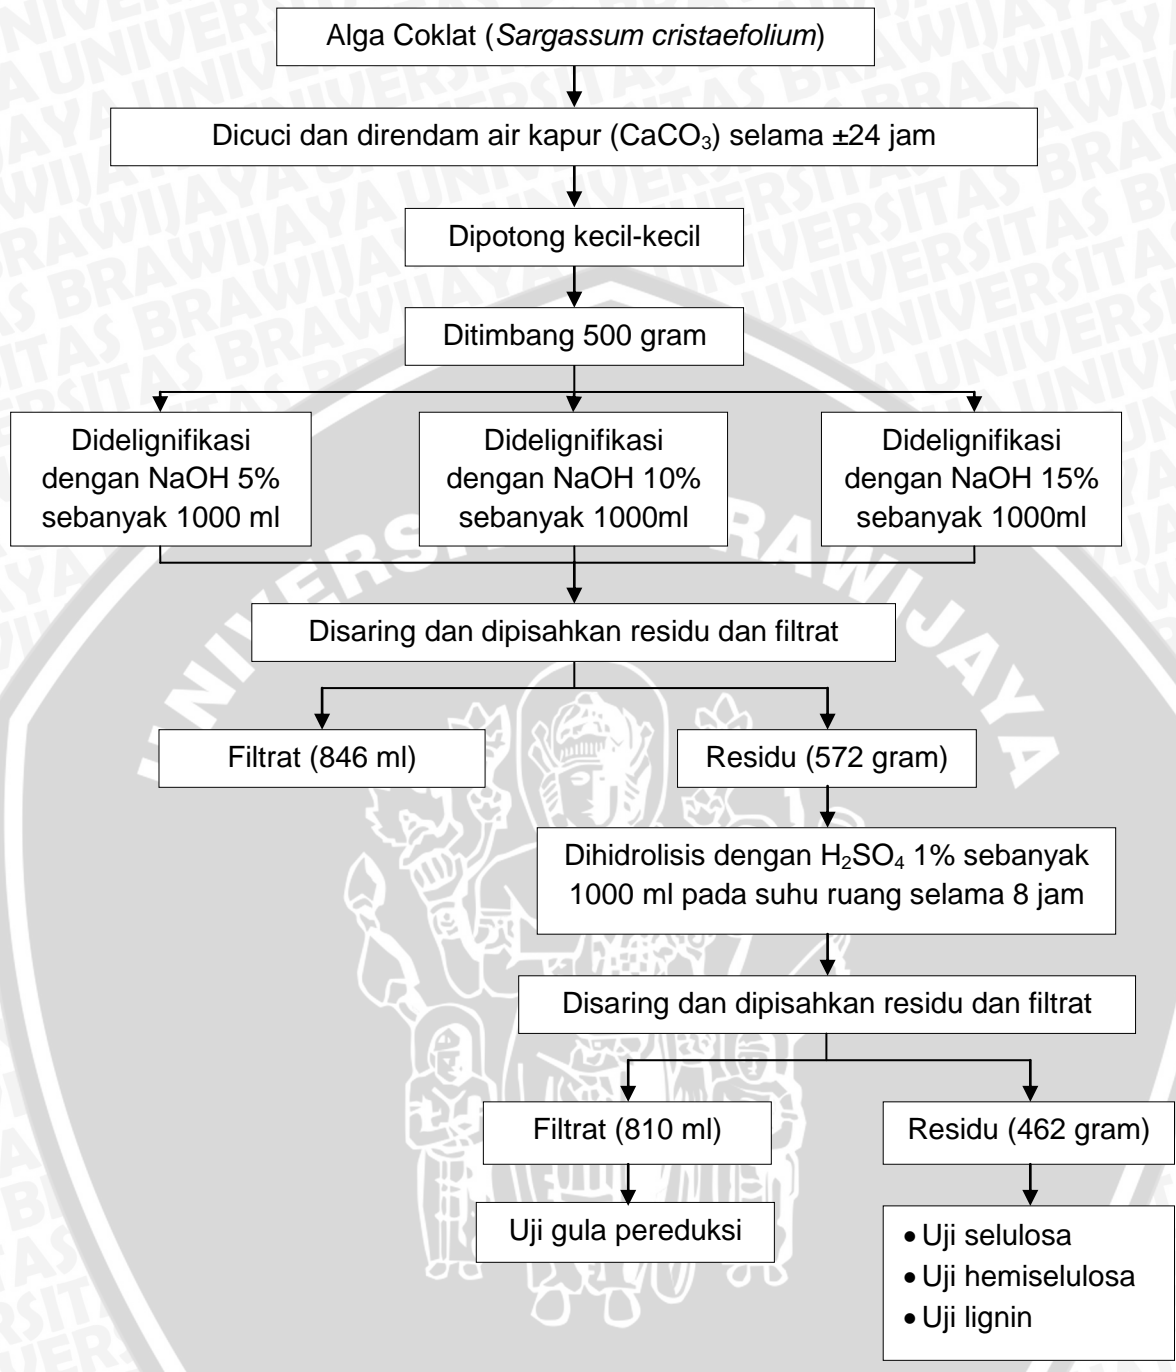 Alga Coklat (Sargassum cristaefolium)
Dicuci dan direndam air kapur (CaCO₃) selama ±24 jam
Dipotong kecil-kecil
Ditimbang 500 gram
Didelignifikasi
dengan NaOH 5%
sebanyak 1000 ml
Didelignifikasi
dengan NaOH 10%
sebanyak 1000ml
Didelignifikasi
dengan NaOH 15%
sebanyak 1000ml
Disaring dan dipisahkan residu dan filtrat
Filtrat (846 ml)
Residu (572 gram)
Dihidrolisis dengan H₂SO₄ 1% sebanyak
1000 ml pada suhu ruang selama 8 jam
Disaring dan dipisahkan residu dan filtrat
Filtrat (810 ml)
Residu (462 gram)
Uji gula pereduksi
• Uji selulosa
• Uji hemiselulosa
• Uji lignin
UNIVERSITAS BRAWIJAYA